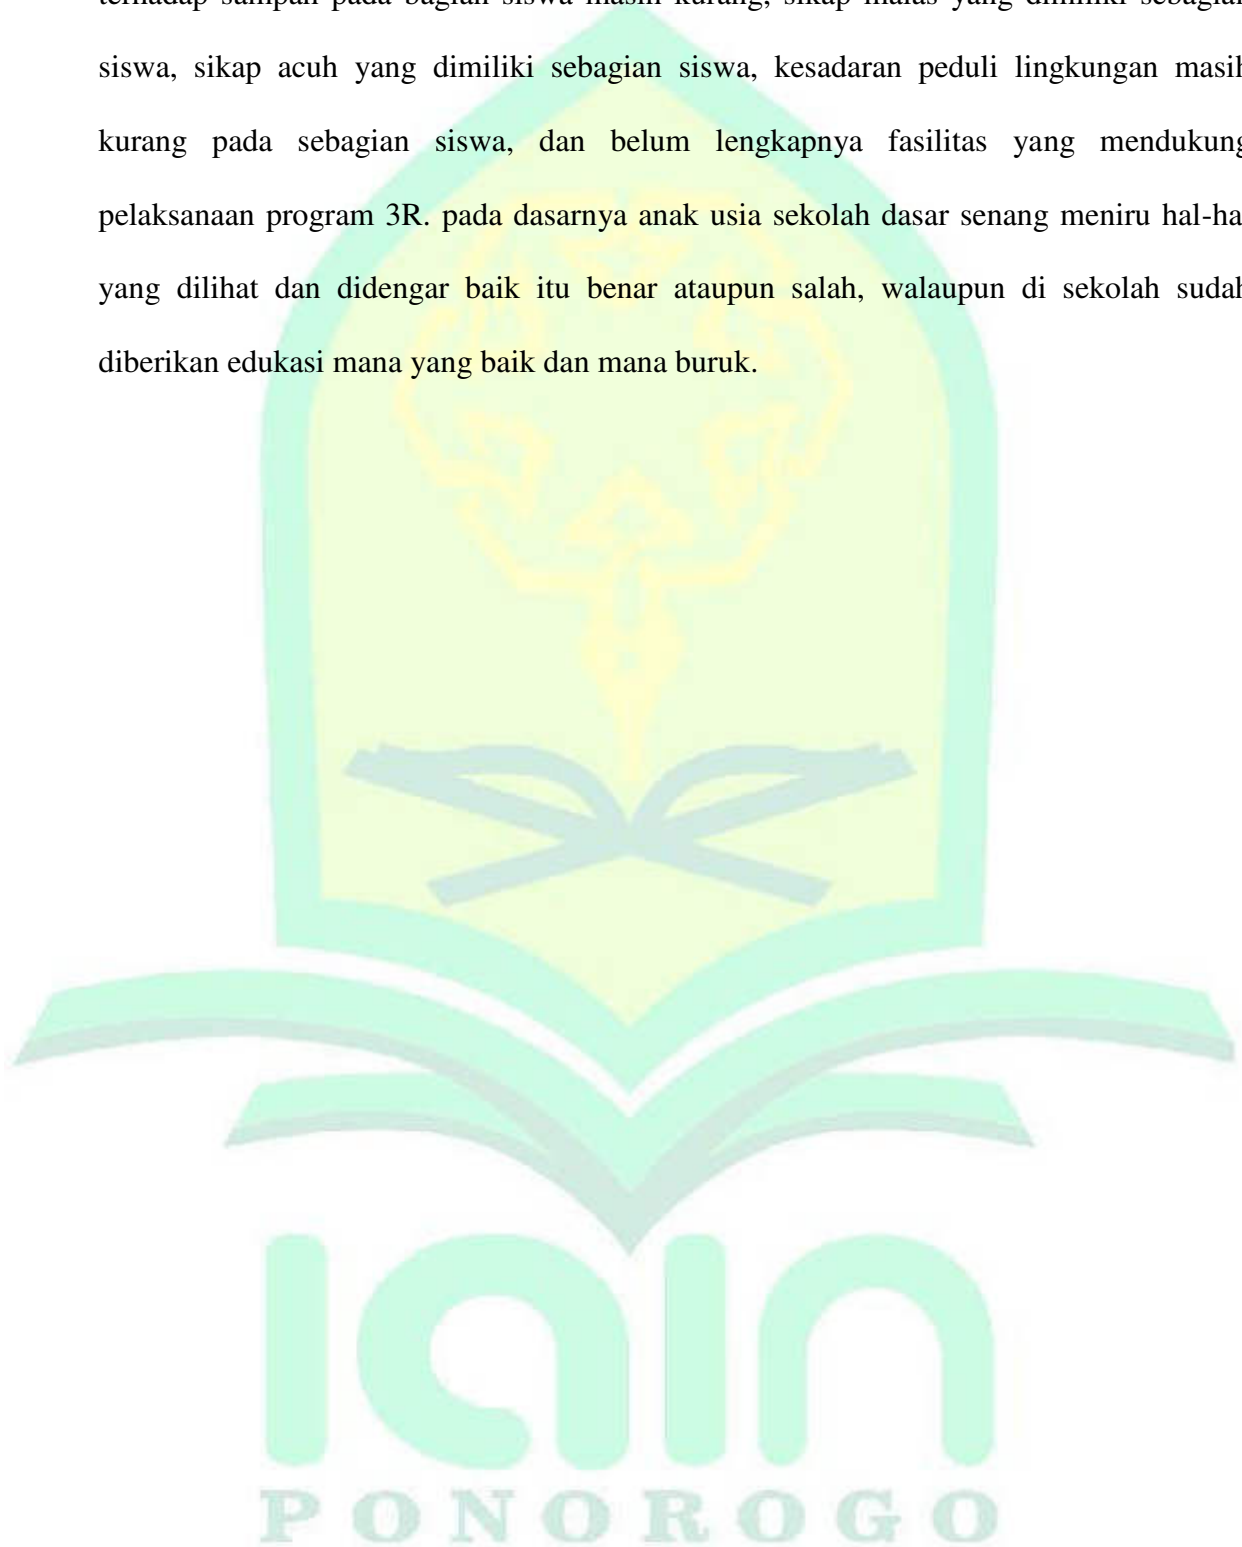 terhadap sampah pada bagian siswa masih kurang, sikap malas yang dimiliki sebagian
siswa, sikap acuh yang dimiliki sebagian siswa, kesadaran peduli lingkungan masih
kurang pada sebagian siswa, dan belum lengkapnya fasilitas yang mendukung
pelaksanaan program 3R. pada dasarnya anak usia sekolah dasar senang meniru hal-ha
yang dilihat dan didengar baik itu benar ataupun salah, walaupun di sekolah sudah
diberikan edukasi mana yang baik dan mana buruk.
iain
PONOROGO